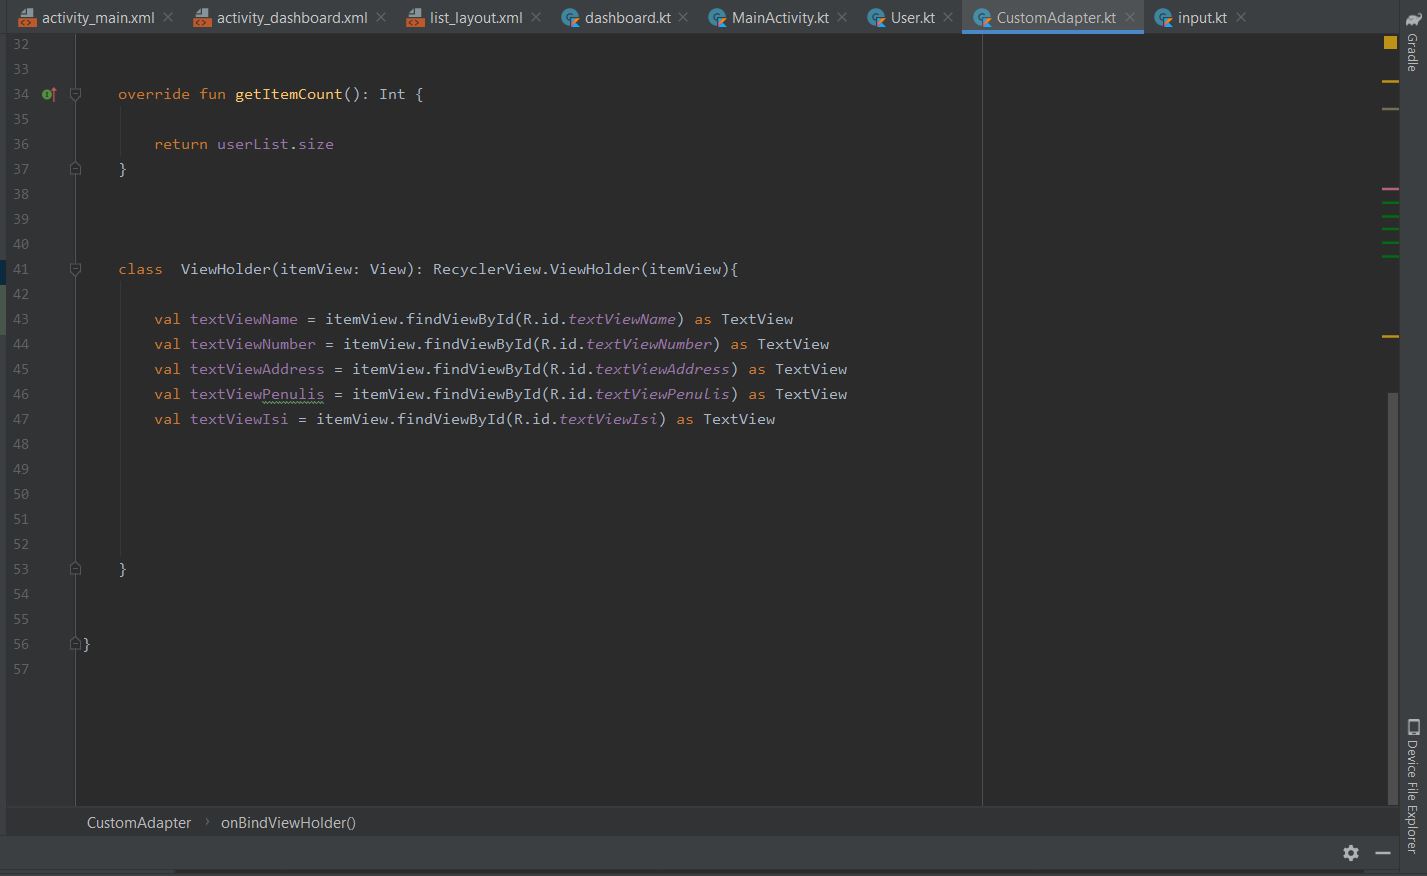 activity_main.xml activity_dashboard.xml list_layout.xml dashboard.kt MainActivity.kt User.kt CustomAdapter.kt input.kt
Gradle
32
33
34 override fun getItemCount(): Int {
35
36 return userList.size
37 }
38
39
40
41 class  ViewHolder(itemView: View): RecyclerView.ViewHolder(itemView){
42
43 val textViewName = itemView.findViewById(R.id.textViewName) as TextView
44 val textViewNumber = itemView.findViewById(R.id.textViewNumber) as TextView
45 val textViewAddress = itemView.findViewById(R.id.textViewAddress) as TextView
46 val textViewPenulis = itemView.findViewById(R.id.textViewPenulis) as TextView
47 val textViewIsi = itemView.findViewById(R.id.textViewIsi) as TextView
48
49
50
51
52
53 }
54
55
56 }
57
Device File Explorer
CustomAdapter › onBindViewHolder()